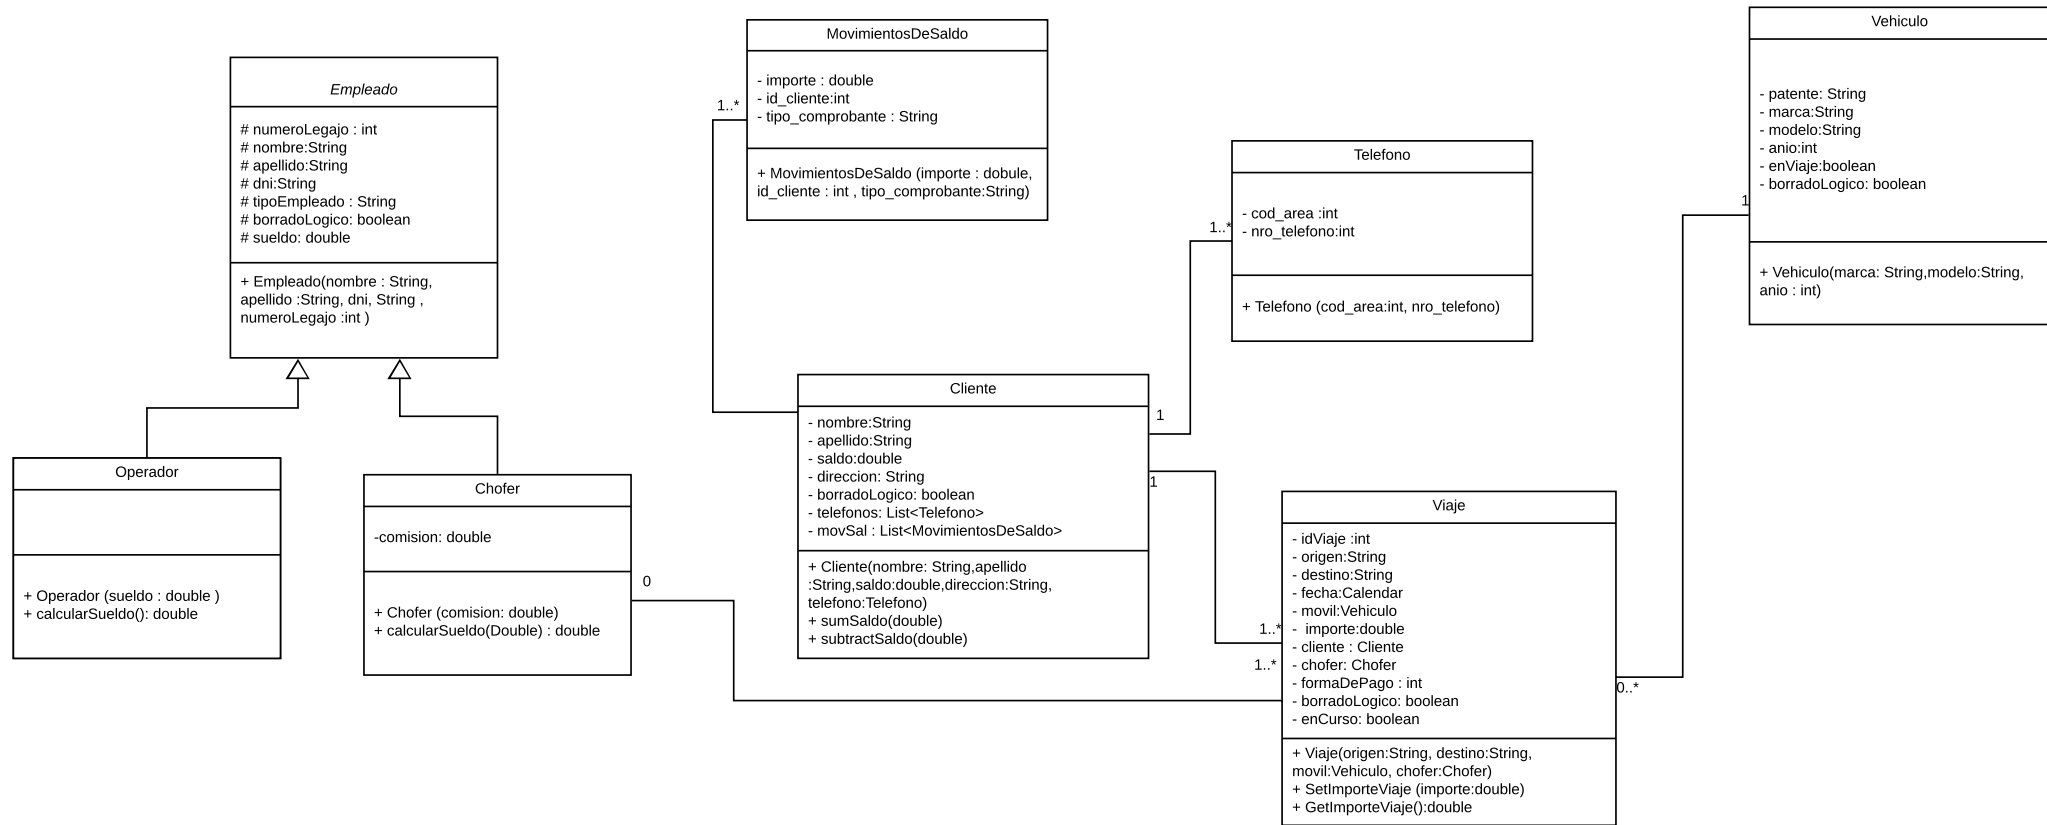 Empleado
# numeroLegajo : int
# nombre:String
# apellido:String
# dni:String
# tipoEmpleado : String
# borradoLogico: boolean
# sueldo: double
+ Empleado(nombre : String,
apellido :String, dni, String ,
numeroLegajo :int )
Operador
+ Operador (sueldo : double )
+ calcularSueldo(): double
Chofer
-comision: double
+ Chofer (comision: double)
+ calcularSueldo(Double) : double
0
MovimientosDeSaldo
- importe : double
- id_cliente:int
- tipo_comprobante : String
+ MovimientosDeSaldo (importe : dobule,
id_cliente : int , tipo_comprobante:String)
1..*
Cliente
- nombre:String
- apellido:String
- saldo:double
- direccion: String
- borradoLogico: boolean
- telefonos: List<Telefono>
- movSal : List<MovimientosDeSaldo>
+ Cliente(nombre: String,apellido
:String,saldo:double,direccion:String,
telefono:Telefono)
+ sumSaldo(double)
+ subtractSaldo(double)
1
1
Telefono
- cod_area :int
- nro_telefono:int
+ Telefono (cod_area:int, nro_telefono)
1..*
Viaje
- idViaje :int
- origen:String
- destino:String
- fecha:Calendar
- movil:Vehiculo
-  importe:double
- cliente : Cliente
- chofer: Chofer
- formaDePago : int
- borradoLogico: boolean
- enCurso: boolean
+ Viaje(origen:String, destino:String,
movil:Vehiculo, chofer:Chofer)
+ SetImporteViaje (importe:double)
+ GetImporteViaje():double
1..*
1..*
0..*
Vehiculo
- patente: String
- marca:String
- modelo:String
- anio:int
- enViaje:boolean
- borradoLogico: boolean
+ Vehiculo(marca: String,modelo:String,
anio : int)
1